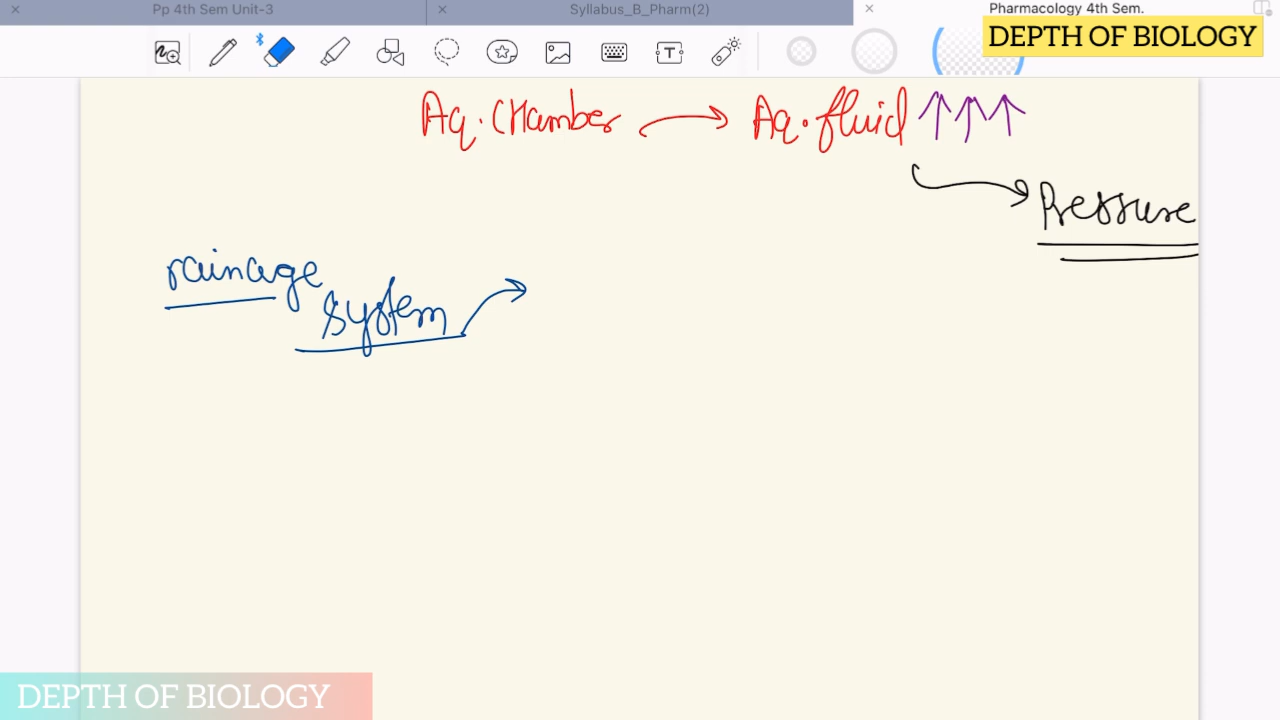 Pp 4th Sem Unit-3
Syllabus_B_Pharm(2)
Pharmacology 4th Sem.
DEPTH OF BIOLOGY
Aq. CHamber → Aq. fluid ↑↑↑
Pressure
rainage
system
DEPTH OF BIOLOGY